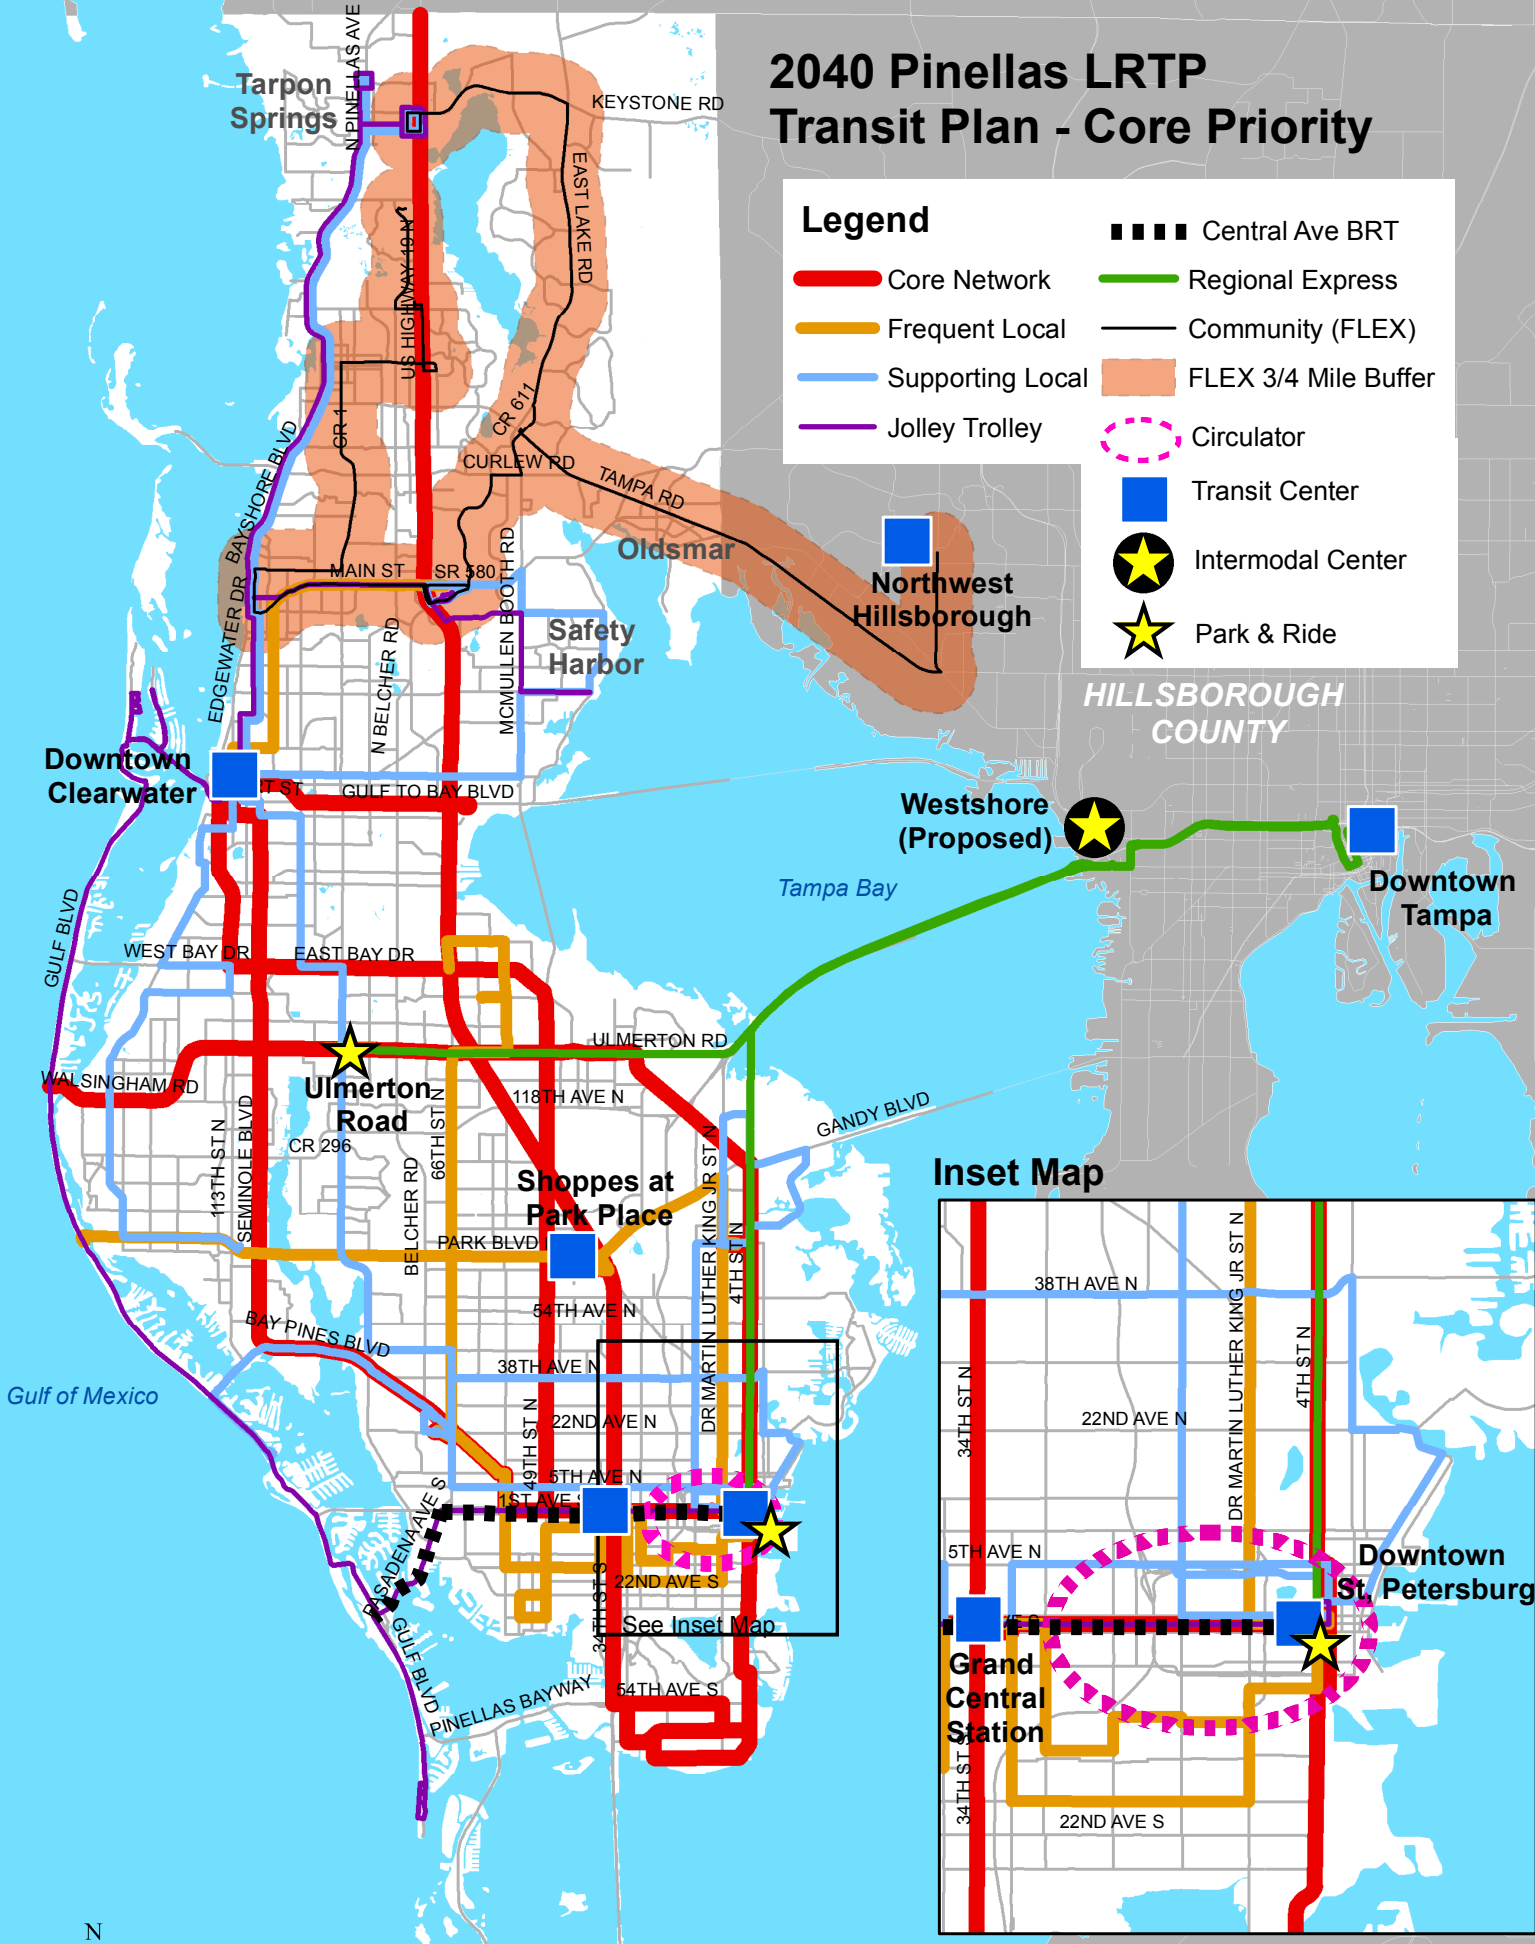 2040 Pinellas LRTP
Transit Plan - Core Priority
Legend
Core Network
Frequent Local
Supporting Local
Jolley Trolley
Central Ave BRT
Regional Express
Community (FLEX)
FLEX 3/4 Mile Buffer
Circulator
Transit Center
Intermodal Center
Park & Ride
Tarpon
Springs
N PINELLAS AVE
KEYSTONE RD
EAST LAKE RD
US HIGHWAY 19 N
CR 1
CR 611
CURLEW RD
TAMPA RD
BAYSHORE BLVD
Oldsmar
Northwest
Hillsborough
MAIN ST
SR 580
EDGEWATER DR
N BELCHER RD
MCMULLEN BOOTH RD
Safety
Harbor
HILLSBOROUGH
COUNTY
Downtown
Clearwater
GULF TO BAY BLVD
Westshore
(Proposed)
Tampa Bay
Downtown
Tampa
GULF BLVD
WEST BAY DR
EAST BAY DR
ULMERTON RD
WALSINGHAM RD
Ulmerton
Road
118TH AVE N
GANDY BLVD
113TH ST N
SEMINOLE BLVD
CR 296
BELCHER RD
66TH ST N
Shoppes at
Park Place
PARK BLVD
DR MARTIN LUTHER KING JR ST N
4TH ST N
54TH AVE N
BAY PINES BLVD
38TH AVE N
Gulf of Mexico
22ND AVE N
49TH ST N
5TH AVE N
1ST AVE S
PASADENA AVE S
22ND AVE S
34TH ST S
See Inset Map
GULF BLVD
PINELLAS BAYWAY
54TH AVE S
N
Inset Map
38TH AVE N
DR MARTIN LUTHER KING JR ST N
4TH ST N
34TH ST N
22ND AVE N
5TH AVE N
Downtown
St. Petersburg
Grand
Central
Station
34TH ST S
22ND AVE S